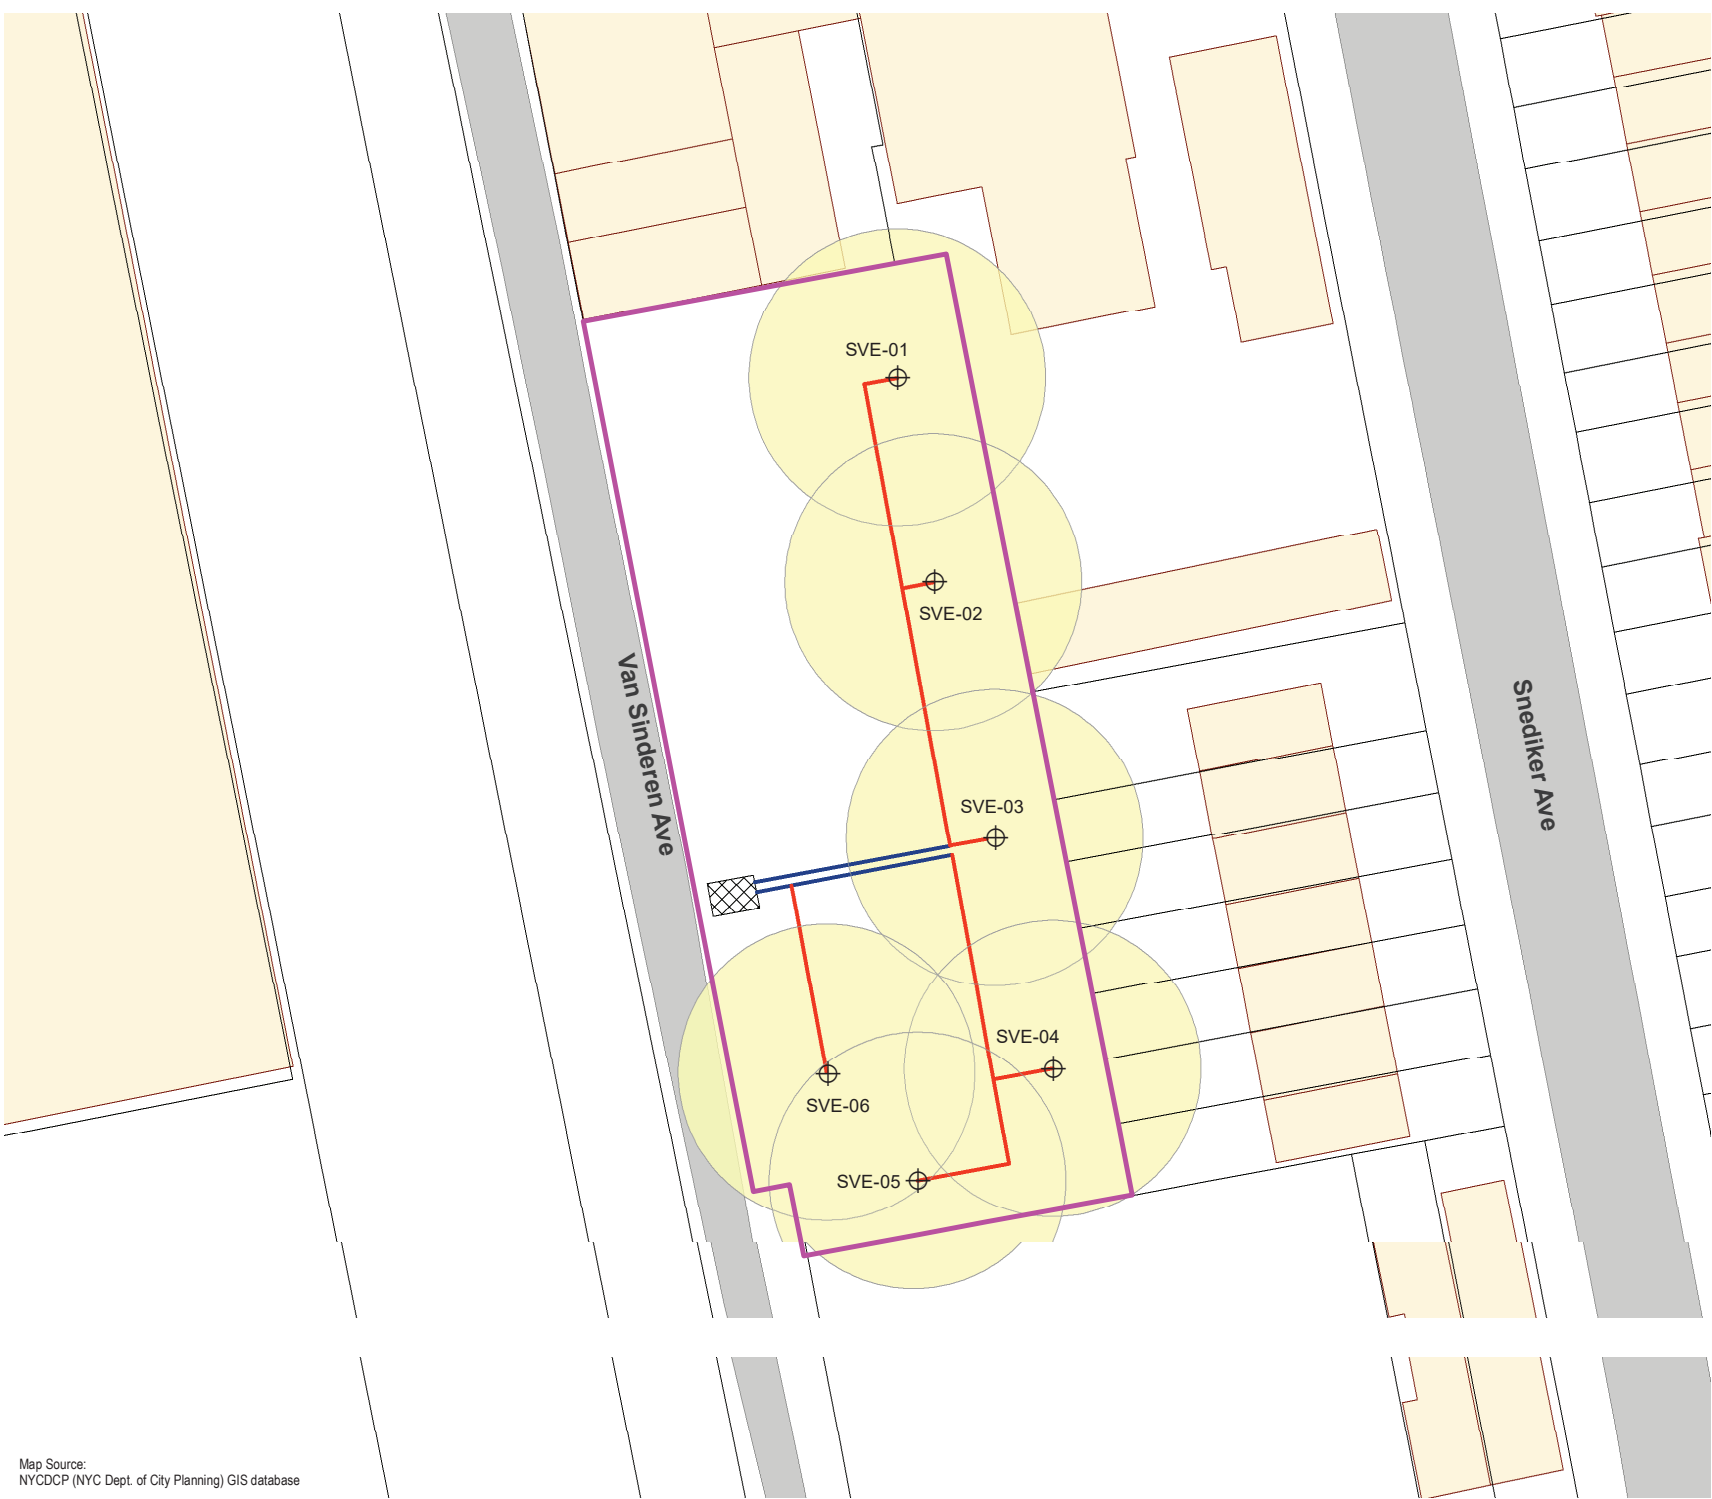 SVE-01
SVE-02
Van Sinderen Ave
Snediker Ave
SVE-03
SVE-04
SVE-06
SVE-05
Map Source:
NYCDCP (NYC Dept. of City Planning) GIS database